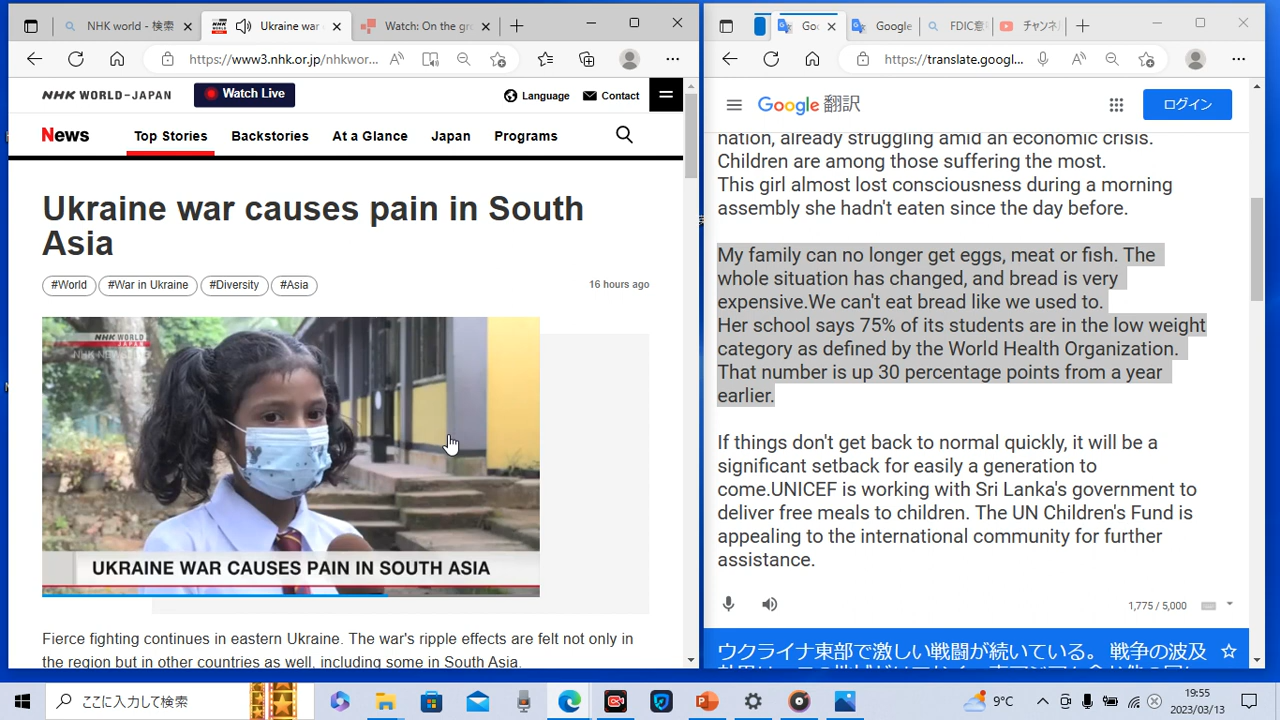 NHK world - 検索
Ukraine war
Watch: On the gre
https://www3.nhk.or.jp/nhkwor...
NHK WORLD-JAPAN
Watch Live
Language
Contact
News
Top Stories
Backstories
At a Glance
Japan
Programs
Ukraine war causes pain in South
Asia
#World
#War in Ukraine
#Diversity
#Asia
16 hours ago
NHK WORLD
JAPAN
UKRAINE WAR CAUSES PAIN IN SOUTH ASIA
Fierce fighting continues in eastern Ukraine. The war's ripple effects are felt not only in
the region but in other countries as well, including some in South Asia.
Goo
Google
FDIC意
チャンネ
https://translate.googl...
Google 翻訳
ログイン
nation, already struggling amid an economic crisis.
Children are among those suffering the most.
This girl almost lost consciousness during a morning
assembly she hadn't eaten since the day before.
My family can no longer get eggs, meat or fish. The
whole situation has changed, and bread is very
expensive.We can't eat bread like we used to.
Her school says 75% of its students are in the low weight
category as defined by the World Health Organization.
That number is up 30 percentage points from a year
earlier.
If things don't get back to normal quickly, it will be a
significant setback for easily a generation to
come.UNICEF is working with Sri Lanka's government to
deliver free meals to children. The UN Children's Fund is
appealing to the international community for further
assistance.
1,775 / 5,000
ウクライナ東部で激しい戦闘が続いている。 戦争の波及
ここに入力して検索
9°C
19:55
2023/03/13